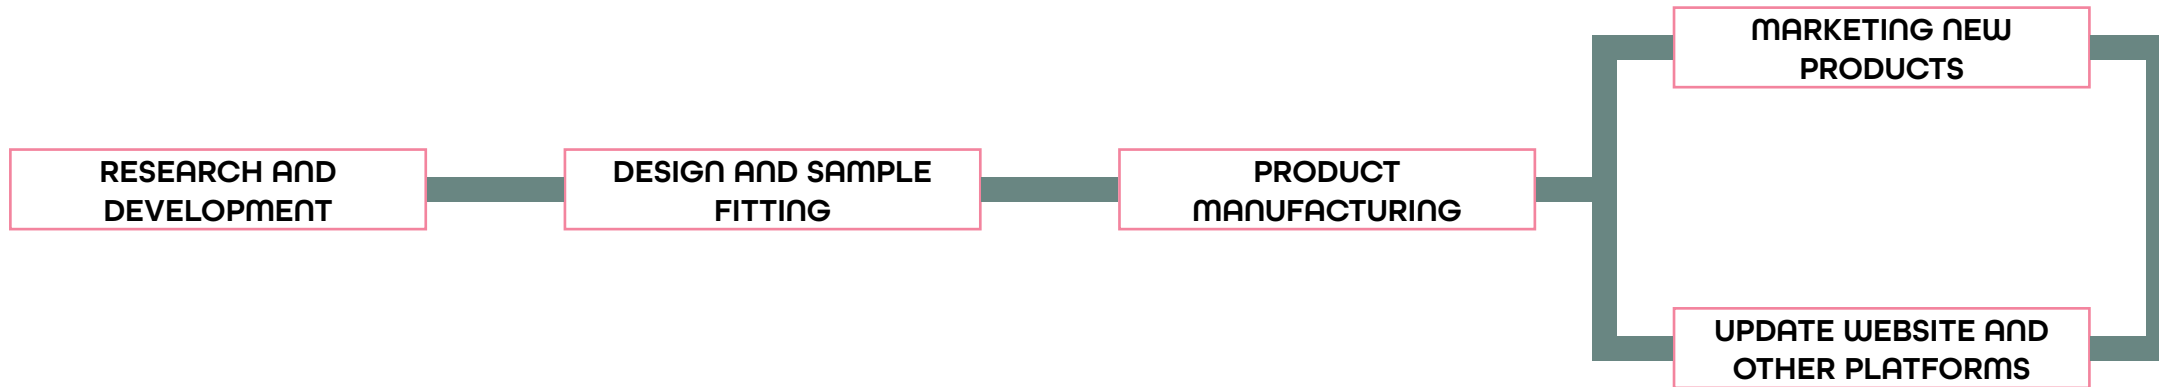 RESEARCH AND
DEVELOPMENT
DESIGN AND SAMPLE
FITTING
PRODUCT
MANUFACTURING
MARKETING NEW
PRODUCTS
UPDATE WEBSITE AND
OTHER PLATFORMS